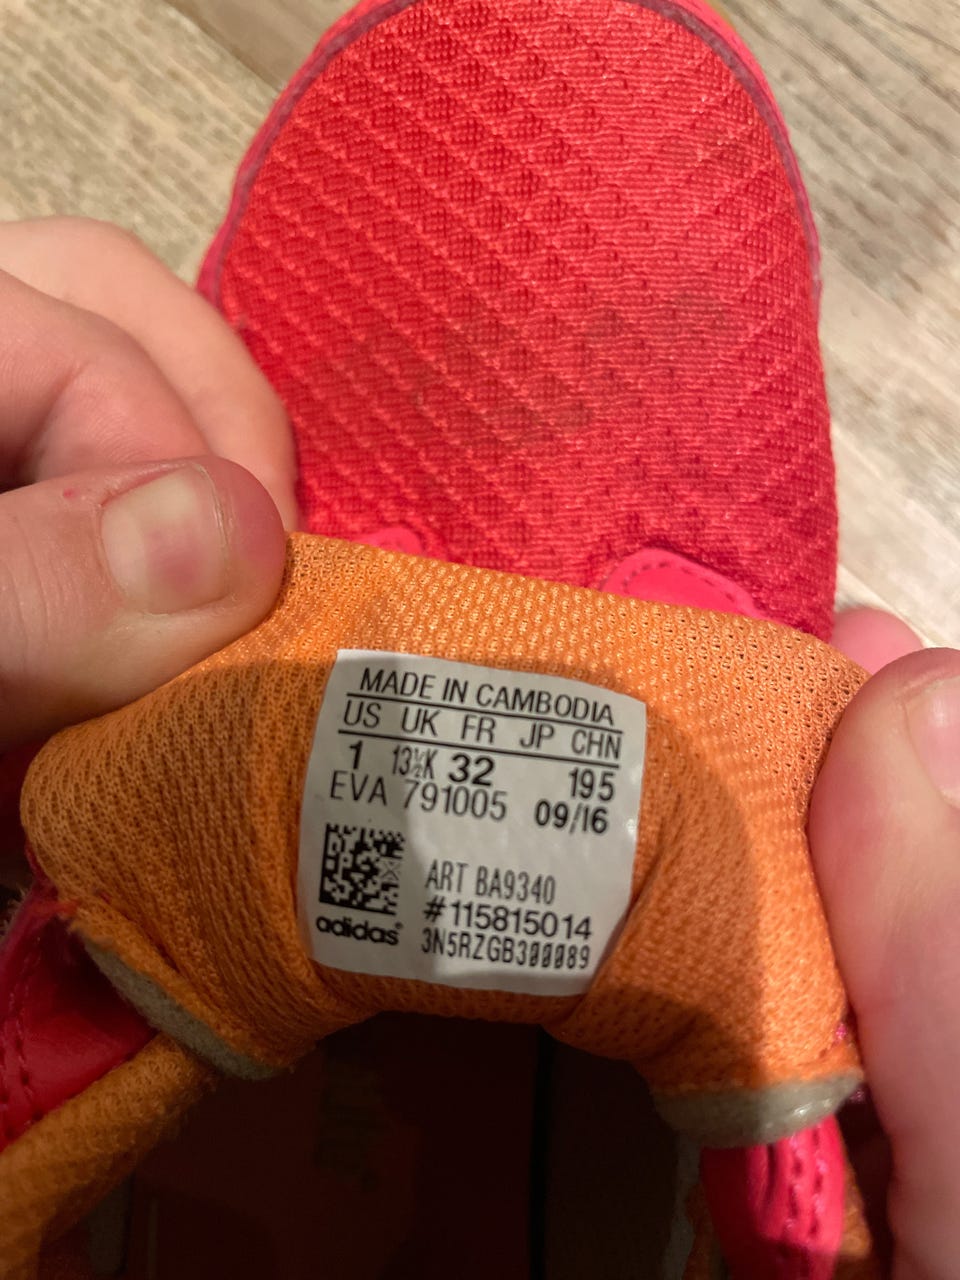 MADE IN CAMBODIA
US UK FR JP CHN
1 13½K 32 195
EVA 791005 09/16
ART BA9340
#115815014
adidas® 3N5RZGB300089